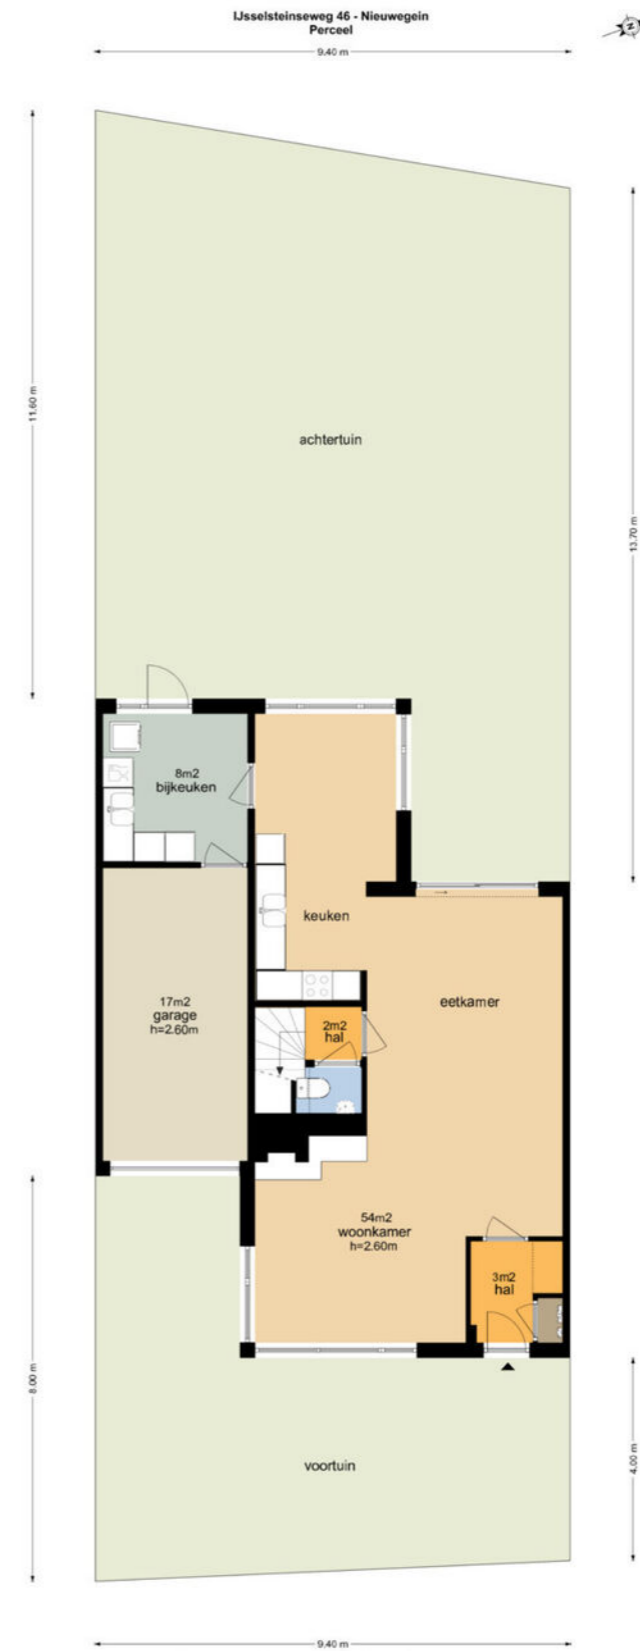 IJsselsteinseweg 46 - Nieuwegein
Perceel
9.40 m
11.60 m
13.70 m
achtertuin
8m2
bijkeuken
keuken
eetkamer
17m2
garage
h=2.60m
2m2
hal
54m2
woonkamer
h=2.60m
3m2
hal
8.00 m
4.00 m
voortuin
9.40 m